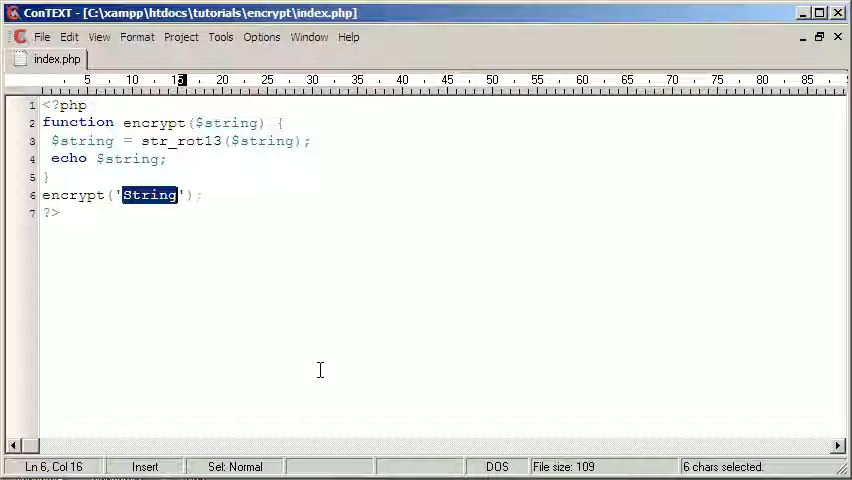 ConTEXT - [C:\xampp\htdocs\tutorials\encrypt\index.php]
File Edit View Format Project Tools Options Window Help
index.php
5 10 15 20 25 30 35 40 45 50 55 60 65 70 75 80 85
1 <?php
2 function encrypt($string) {
3 $string = str_rot13($string);
4 echo $string;
5 }
6 encrypt('String');
7 ?>
Ln 6, Col 16 Insert Sel: Normal DOS File size: 109 6 chars selected.